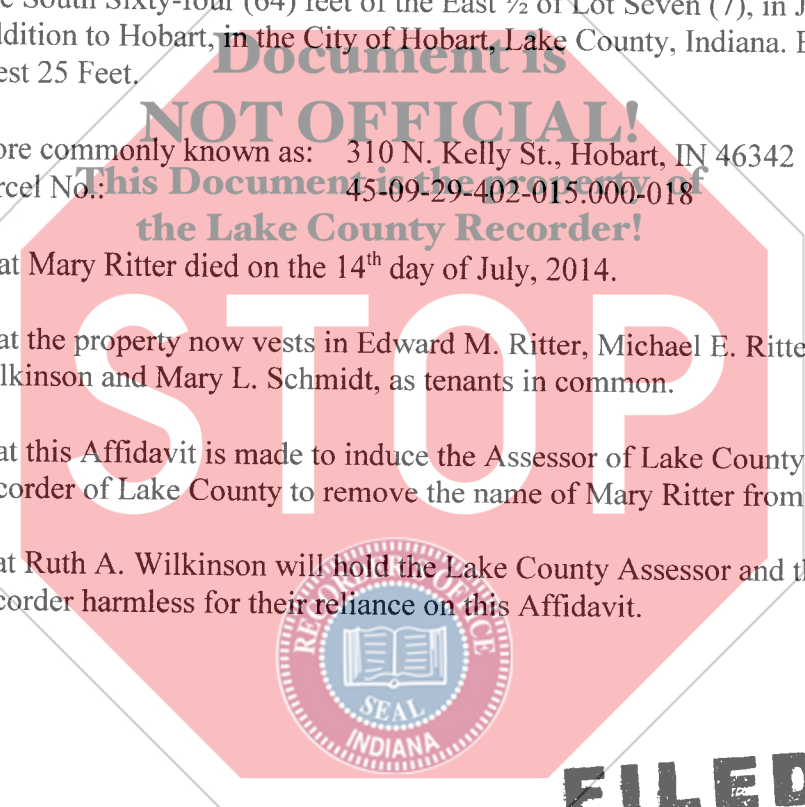 South Sixty-four (64) feet of the East ½ of Lot Seven (7), in J
ddition to Hobart, in the City of Hobart, Lake County, Indiana. E
est 25 Feet.
Document is
NOT OFFICIAL!
This Document is the property of
the Lake County Recorder!
ore commonly known as: 310 N. Kelly St., Hobart, IN 46342
rcel No.: 45-09-29-402-015.000-018
at Mary Ritter died on the 14th day of July, 2014.
at the property now vests in Edward M. Ritter, Michael E. Ritte
lkinson and Mary L. Schmidt, as tenants in common.
at this Affidavit is made to induce the Assessor of Lake County
corder of Lake County to remove the name of Mary Ritter from
at Ruth A. Wilkinson will hold the Lake County Assessor and th
corder harmless for their reliance on this Affidavit.
STOP
RECORDER'S OFFICE
SEAL
INDIANA
FILED